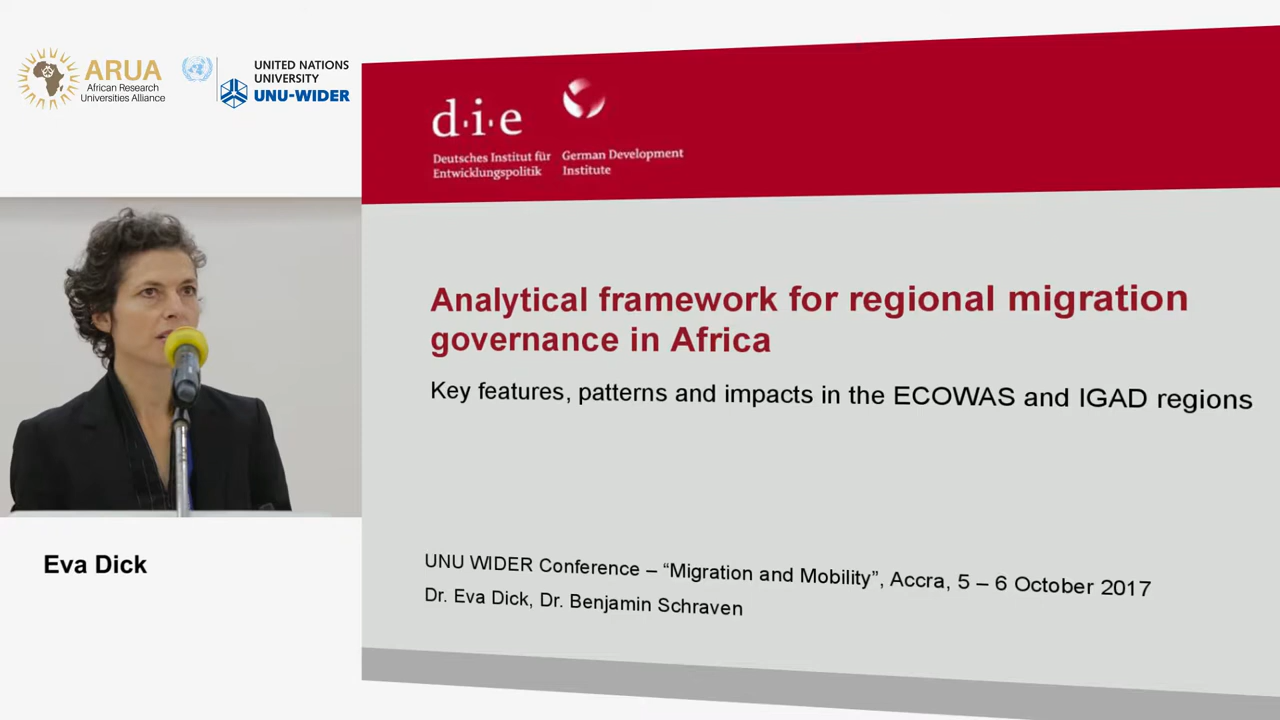 ARUA
African Research
Universities Alliance
UNITED NATIONS
UNIVERSITY
UNU-WIDER
d·i·e
Deutsches Institut für
Entwicklungspolitik
German Development
Institute
Analytical framework for regional migration
governance in Africa
Key features, patterns and impacts in the ECOWAS and IGAD regions
UNU WIDER Conference – “Migration and Mobility”, Accra, 5 – 6 October 2017
Dr. Eva Dick, Dr. Benjamin Schraven
Eva Dick